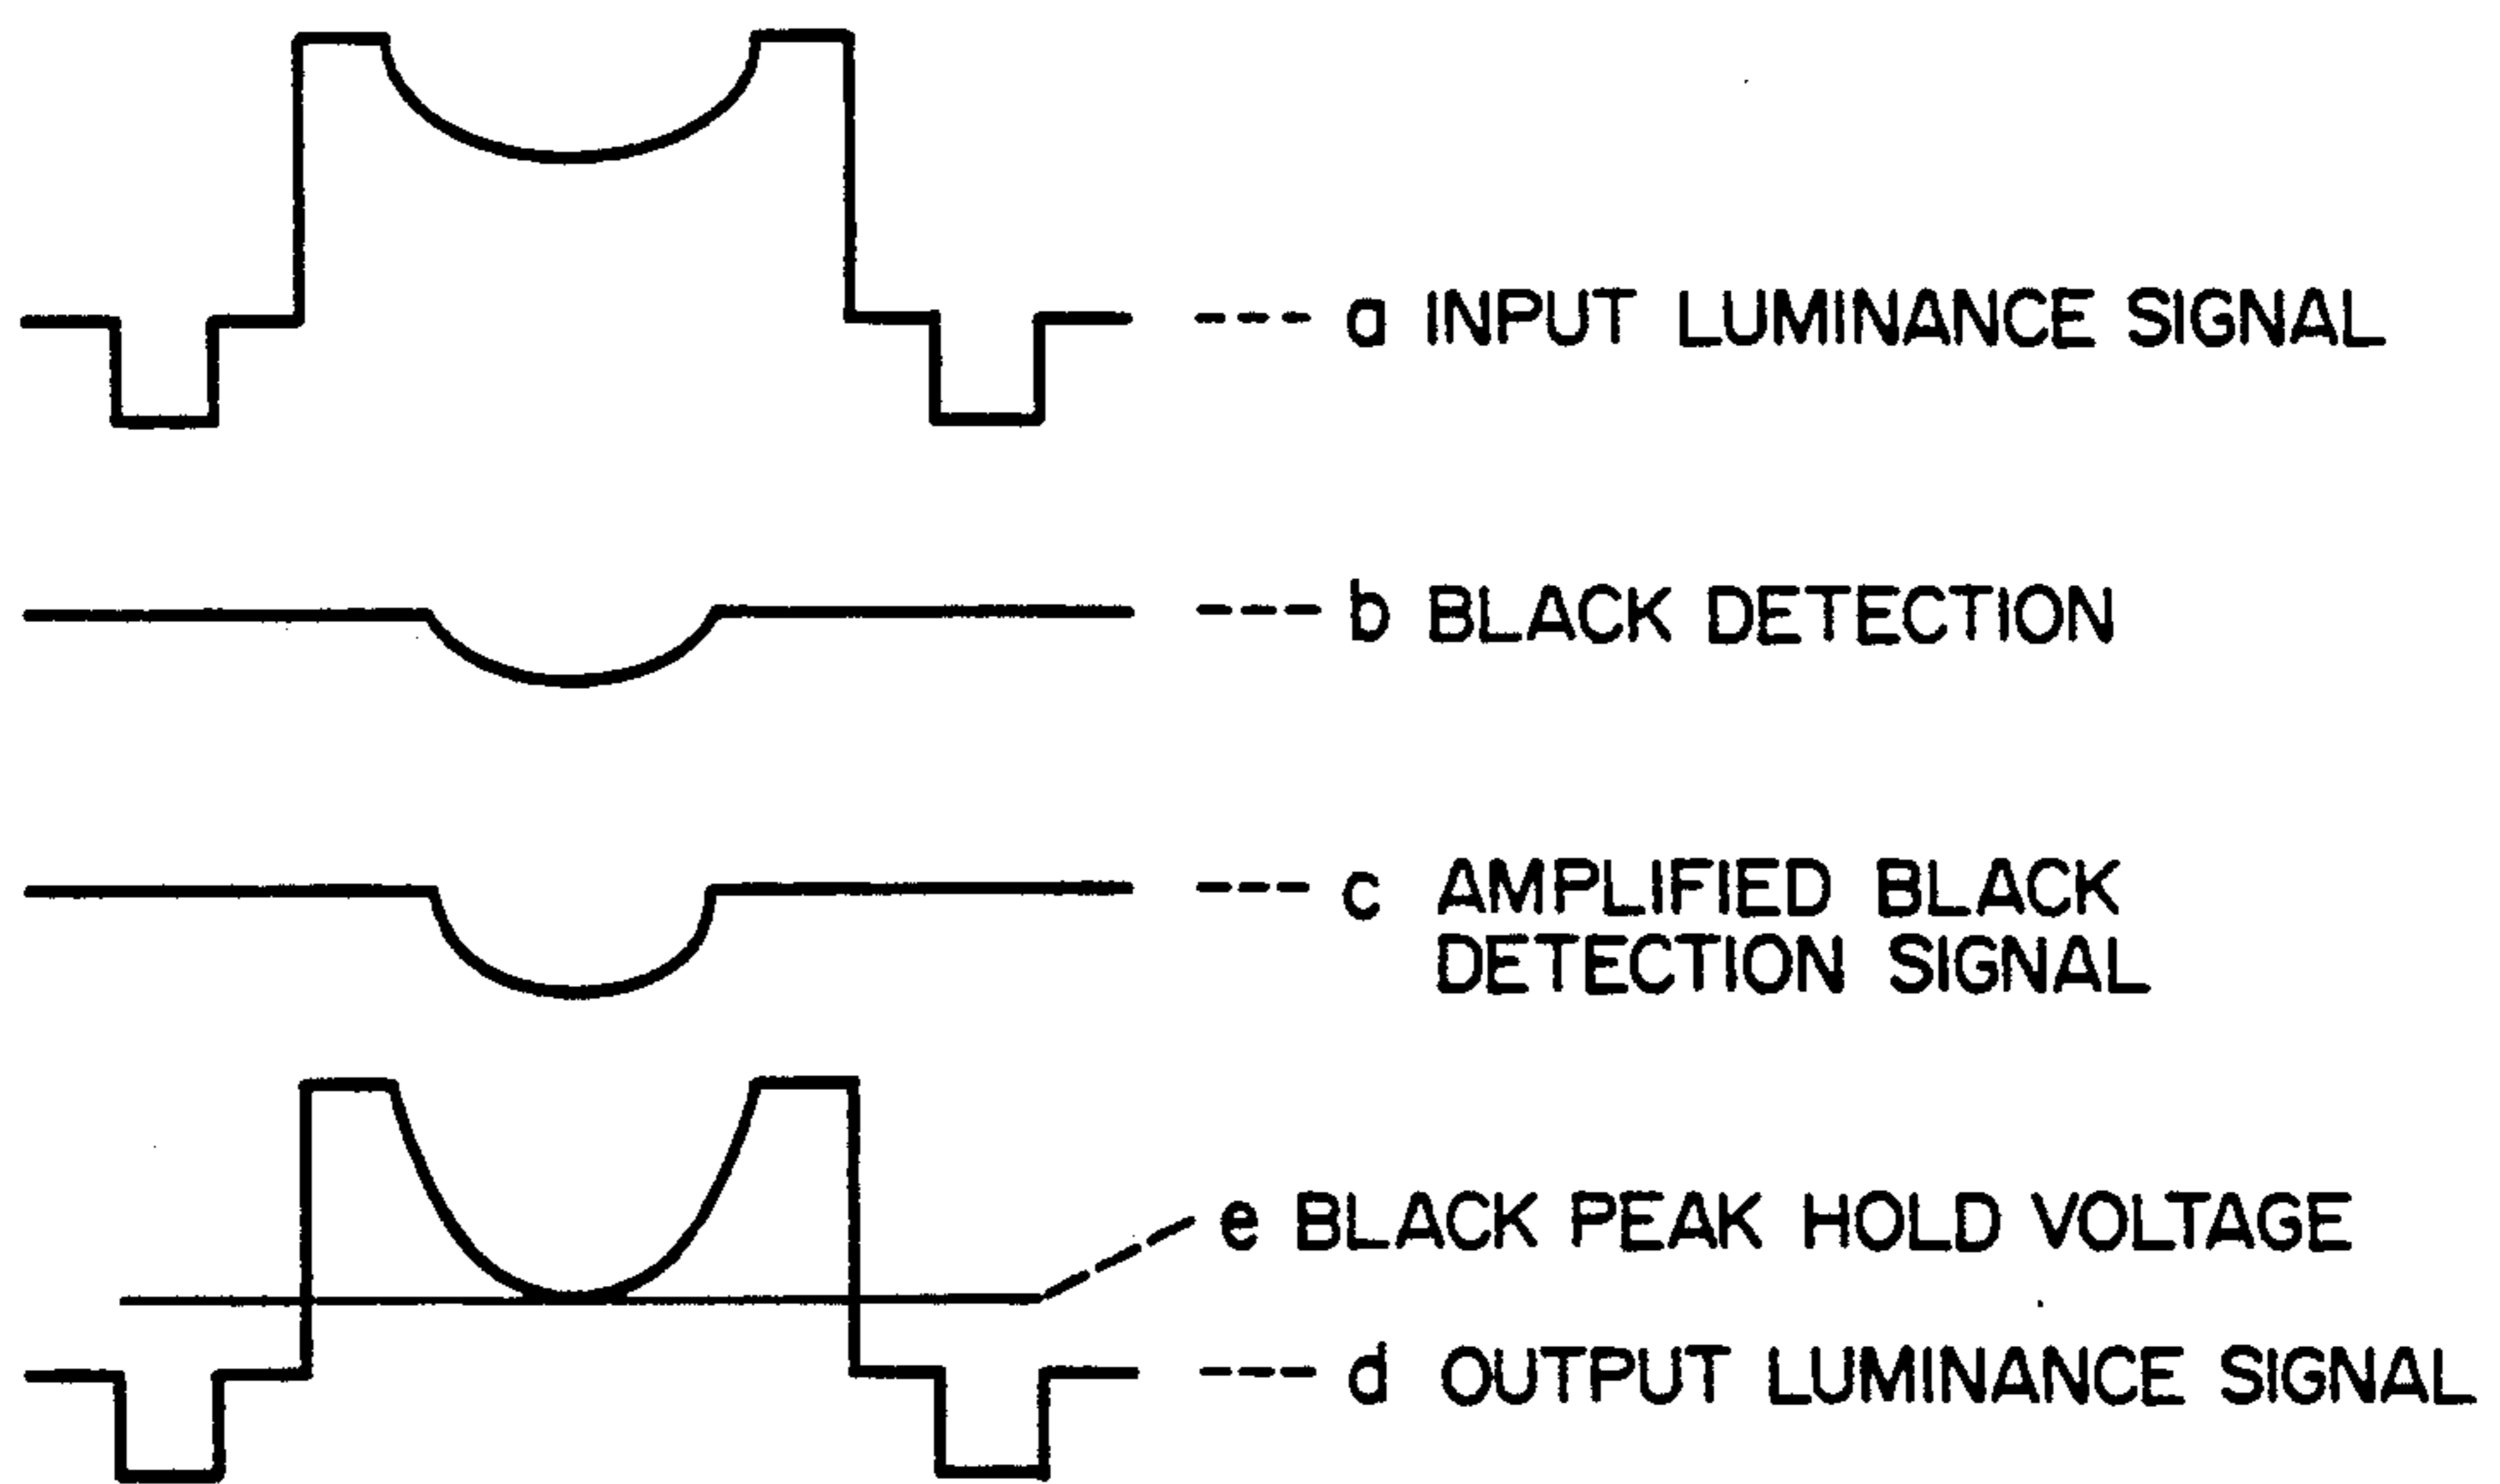 --- a INPUT LUMINANCE SIGNAL
--- b BLACK DETECTION
--- c AMPLIFIED BLACK
DETECTION SIGNAL
e BLACK PEAK HOLD VOLTAGE
--- d OUTPUT LUMINANCE SIGNAL